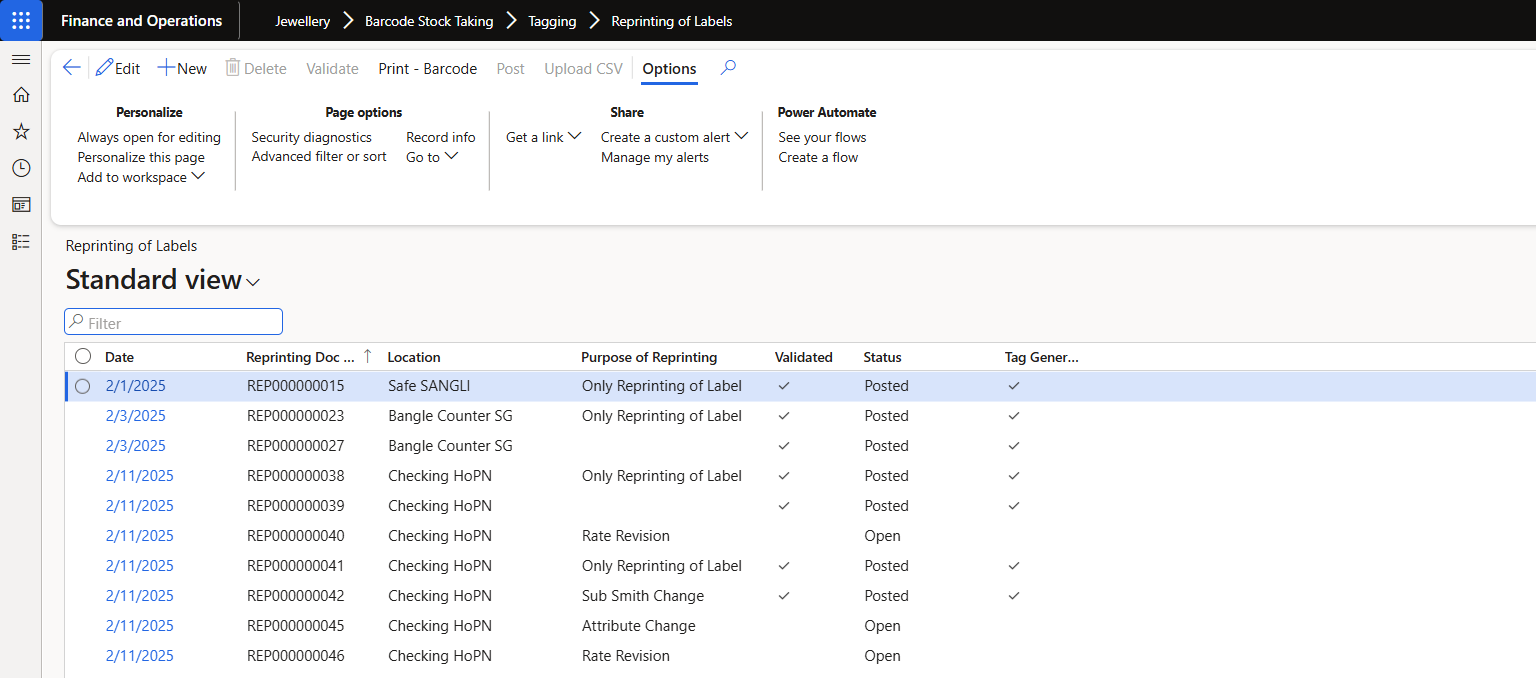 Finance and Operations Jewellery Barcode Stock Taking Tagging Reprinting of Labels
Edit New Delete Validate Print - Barcode Post Upload CSV Options
Personalize
Always open for editing
Personalize this page
Add to workspace
Page options
Security diagnostics
Advanced filter or sort
Record info
Go to
Share
Get a link
Create a custom alert
Manage my alerts
Power Automate
See your flows
Create a flow
Reprinting of Labels
Standard view
Filter
Date Reprinting Doc ... Location Purpose of Reprinting Validated Status Tag Gener...
2/1/2025 REP000000015 Safe SANGLI Only Reprinting of Label Posted
2/3/2025 REP000000023 Bangle Counter SG Only Reprinting of Label Posted
2/3/2025 REP000000027 Bangle Counter SG Posted
2/11/2025 REP000000038 Checking HoPN Only Reprinting of Label Posted
2/11/2025 REP000000039 Checking HoPN Posted
2/11/2025 REP000000040 Checking HoPN Rate Revision Open
2/11/2025 REP000000041 Checking HoPN Only Reprinting of Label Posted
2/11/2025 REP000000042 Checking HoPN Sub Smith Change Posted
2/11/2025 REP000000045 Checking HoPN Attribute Change Open
2/11/2025 REP000000046 Checking HoPN Rate Revision Open